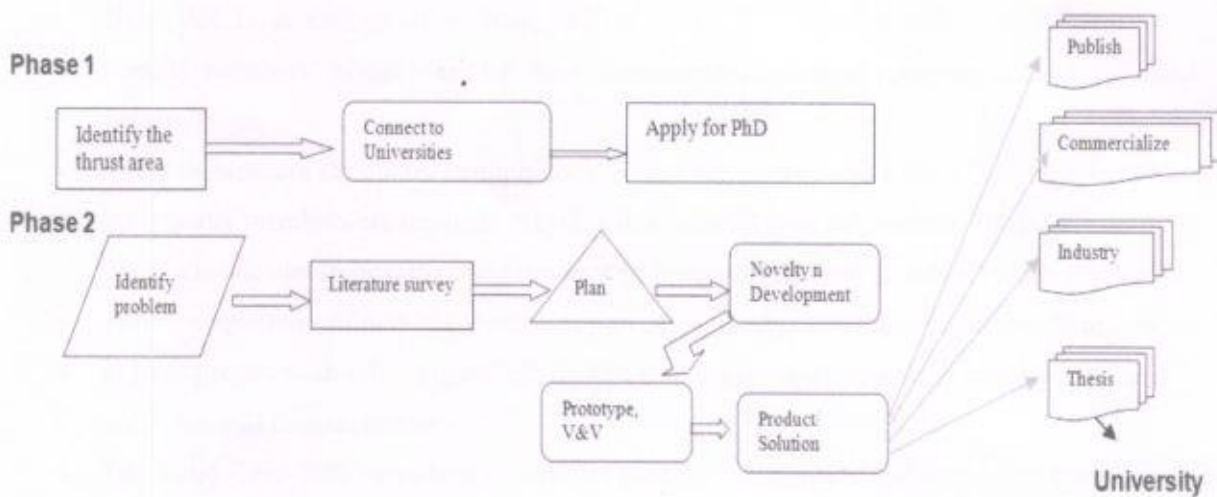 Phase 1
Identify the
thrust area
Connect to
Universities
Apply for PhD
Phase 2
Identify
problem
Literature survey
Plan
Novelty n
Development
Prototype,
V&V
Product
Solution
Publish
Commercialize
Industry
Thesis
University